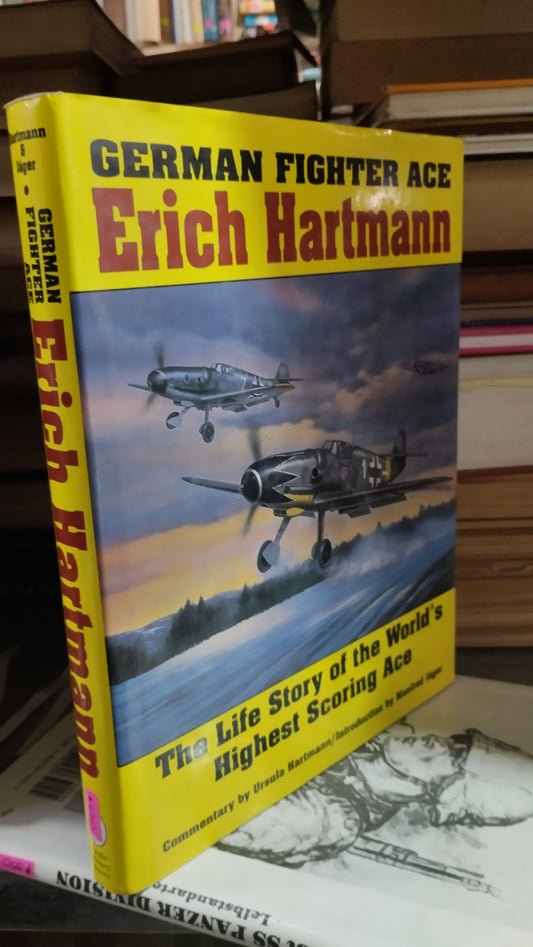 GERMAN FIGHTER ACE
Erich Hartmann
The Life Story of the World's
Highest Scoring Ace
Commentary by Ursula Hartmann/Introduction by Manfred Jäger
Hartmann
&
Jäger
•
GERMAN
FIGHTER
ACE
Erich Hartmann
SS PANZER DIVISION
Leibstandarte